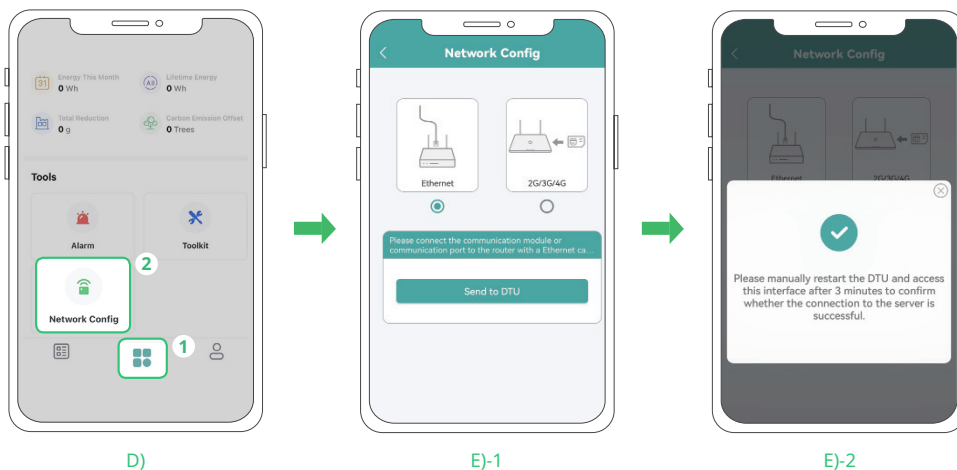 31
Energy This Month
0 Wh
All
Lifetime Energy
0 Wh
Total Reduction
0 g
Carbon Emission Offset
0 Trees
Tools
Alarm
Toolkit
2
Network Config
1
D)
Network Config
Ethernet
2G/3G/4G
Please connect the communication module or
communication port to the router with a Ethernet ca...
Send to DTU
E)-1
Network Config
Ethernet
2G/3G/4G
Please manually restart the DTU and access
this interface after 3 minutes to confirm
whether the connection to the server is
successful.
E)-2